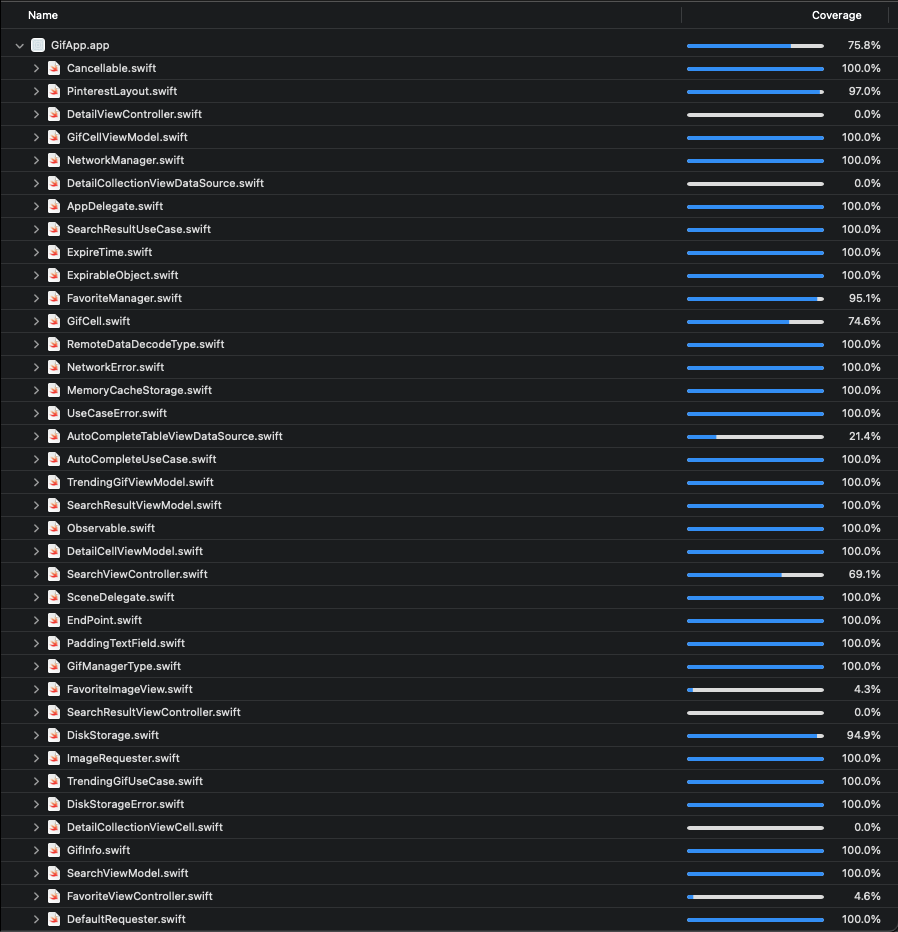 Name Coverage
GifApp.app 75.8%
Cancellable.swift 100.0%
PinterestLayout.swift 97.0%
DetailViewController.swift 0.0%
GifCellViewModel.swift 100.0%
NetworkManager.swift 100.0%
DetailCollectionViewDataSource.swift 0.0%
AppDelegate.swift 100.0%
SearchResultUseCase.swift 100.0%
ExpireTime.swift 100.0%
ExpirableObject.swift 100.0%
FavoriteManager.swift 95.1%
GifCell.swift 74.6%
RemoteDataDecodeType.swift 100.0%
NetworkError.swift 100.0%
MemoryCacheStorage.swift 100.0%
UseCaseError.swift 100.0%
AutoCompleteTableViewDataSource.swift 21.4%
AutoCompleteUseCase.swift 100.0%
TrendingGifViewModel.swift 100.0%
SearchResultViewModel.swift 100.0%
Observable.swift 100.0%
DetailCellViewModel.swift 100.0%
SearchViewController.swift 69.1%
SceneDelegate.swift 100.0%
EndPoint.swift 100.0%
PaddingTextField.swift 100.0%
GifManagerType.swift 100.0%
FavoriteImageView.swift 4.3%
SearchResultViewController.swift 0.0%
DiskStorage.swift 94.9%
ImageRequester.swift 100.0%
TrendingGifUseCase.swift 100.0%
DiskStorageError.swift 100.0%
DetailCollectionViewCell.swift 0.0%
GifInfo.swift 100.0%
SearchViewModel.swift 100.0%
FavoriteViewController.swift 4.6%
DefaultRequester.swift 100.0%